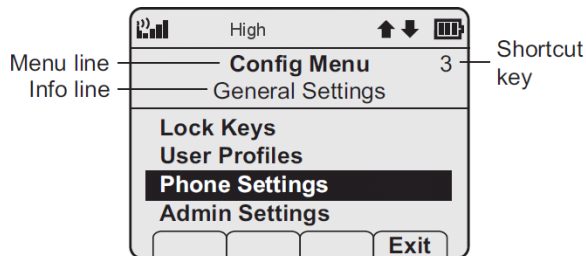 High
Menu line Config Menu 3 Shortcut key
Info line General Settings
Lock Keys
User Profiles
Phone Settings
Admin Settings
Exit